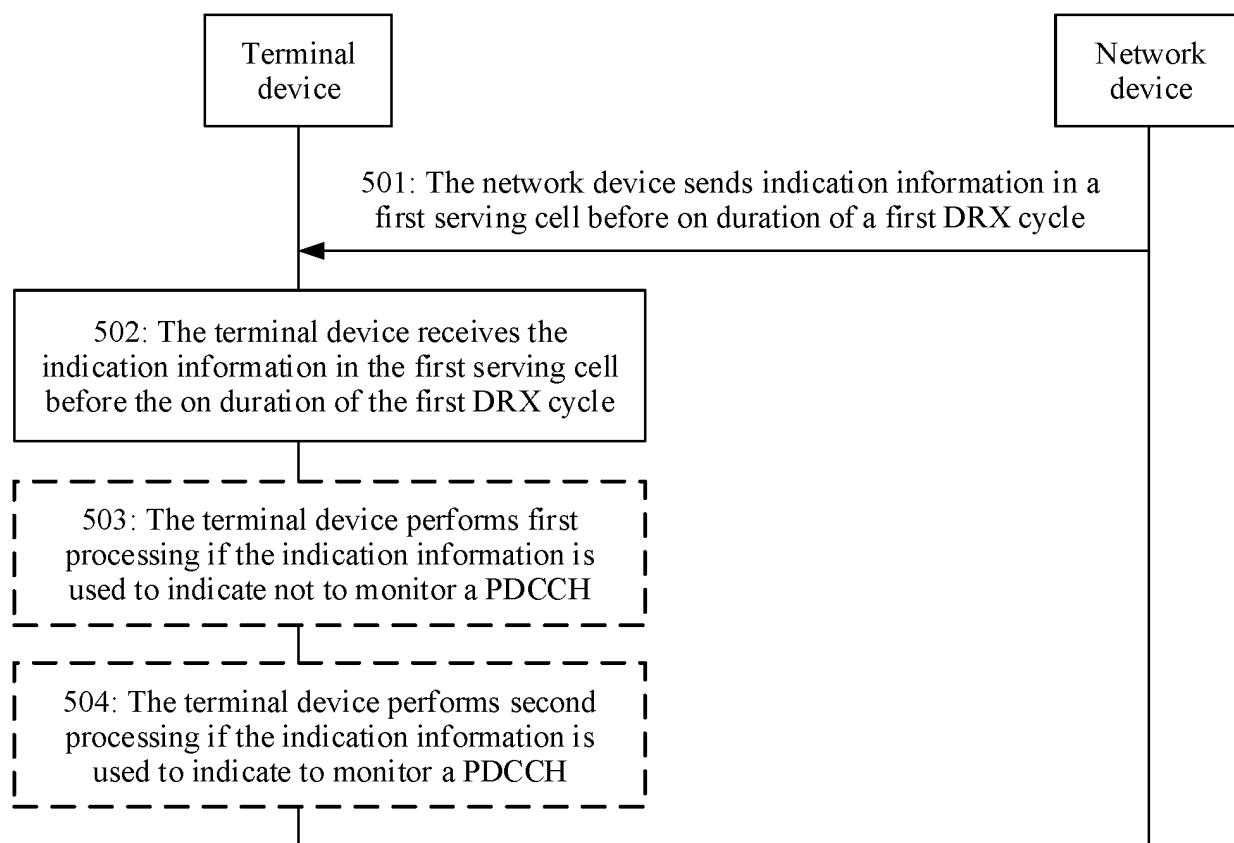 Terminal
device
Network
device
501: The network device sends indication information in a
first serving cell before on duration of a first DRX cycle
502: The terminal device receives the
indication information in the first serving cell
before the on duration of the first DRX cycle
503: The terminal device performs first
processing if the indication information is
used to indicate not to monitor a PDCCH
504: The terminal device performs second
processing if the indication information is
used to indicate to monitor a PDCCH